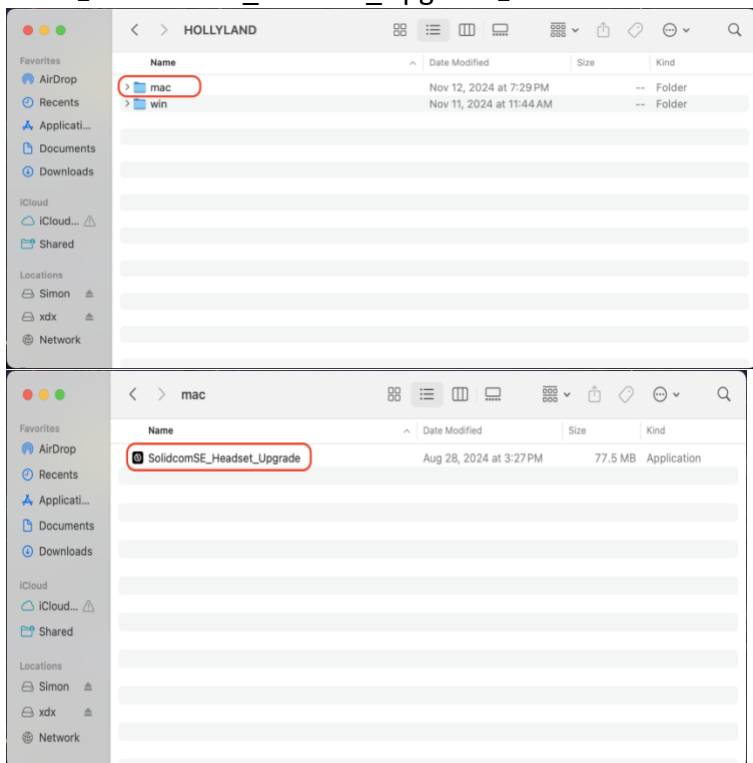 HOLLYLAND
Favorites
Name
Date Modified
Size
Kind
AirDrop
mac
Nov 12, 2024 at 7:29 PM
--
Folder
Recents
win
Nov 11, 2024 at 11:44 AM
--
Folder
Applicati...
Documents
Downloads
iCloud
iCloud...
Shared
Locations
Simon
xdx
Network
mac
Favorites
Name
Date Modified
Size
Kind
AirDrop
SolidcomSE_Headset_Upgrade
Aug 28, 2024 at 3:27 PM
77.5 MB
Application
Recents
Applicati...
Documents
Downloads
iCloud
iCloud...
Shared
Locations
Simon
xdx
Network